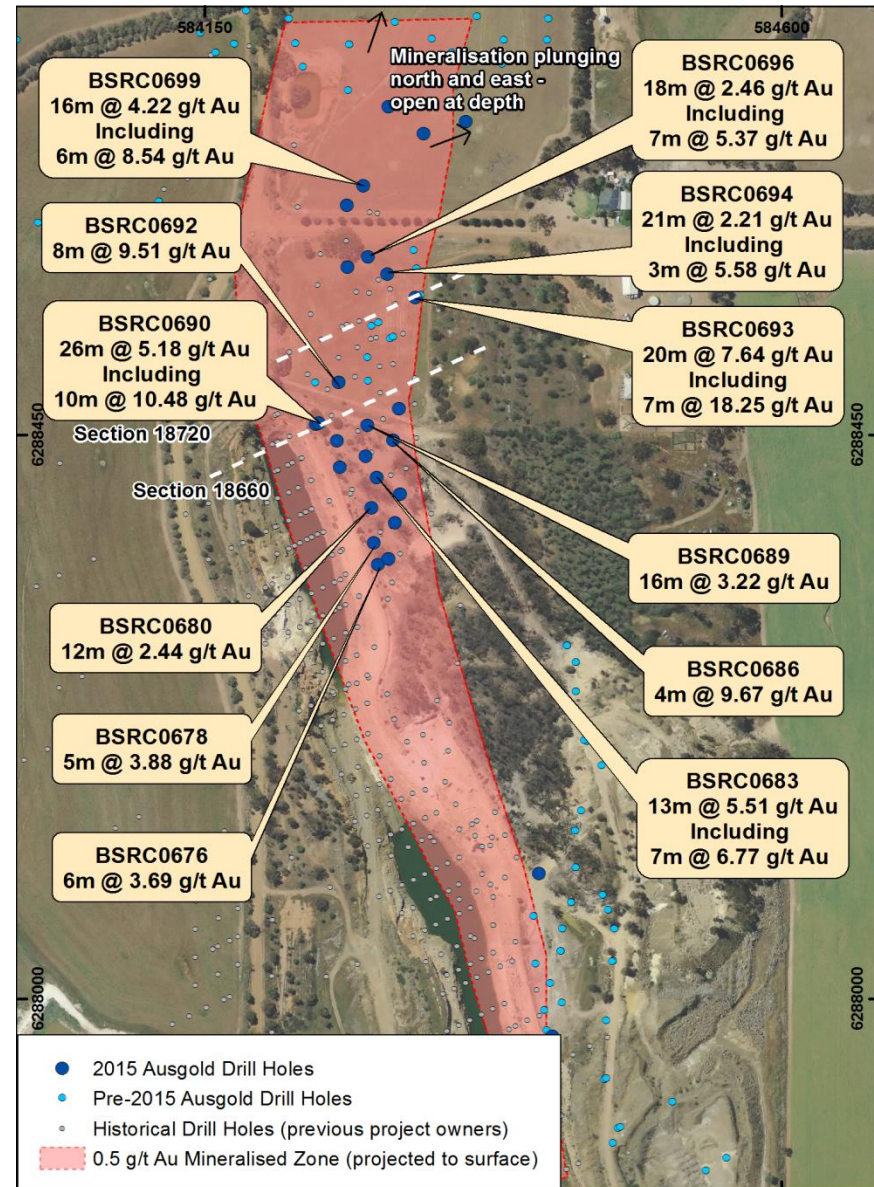 584150
584600
Mineralisation plunging
north and east -
open at depth
BSRC0699
16m @ 4.22 g/t Au
Including
6m @ 8.54 g/t Au
BSRC0692
8m @ 9.51 g/t Au
BSRC0690
26m @ 5.18 g/t Au
Including
10m @ 10.48 g/t Au
6288450
Section 18720
Section 18660
BSRC0680
12m @ 2.44 g/t Au
BSRC0678
5m @ 3.88 g/t Au
BSRC0676
6m @ 3.69 g/t Au
6288000
BSRC0696
18m @ 2.46 g/t Au
Including
7m @ 5.37 g/t Au
BSRC0694
21m @ 2.21 g/t Au
Including
3m @ 5.58 g/t Au
BSRC0693
20m @ 7.64 g/t Au
Including
7m @ 18.25 g/t Au
6288450
BSRC0689
16m @ 3.22 g/t Au
BSRC0686
4m @ 9.67 g/t Au
BSRC0683
13m @ 5.51 g/t Au
Including
7m @ 6.77 g/t Au
6288000
2015 Ausgold Drill Holes
Pre-2015 Ausgold Drill Holes
Historical Drill Holes (previous project owners)
0.5 g/t Au Mineralised Zone (projected to surface)